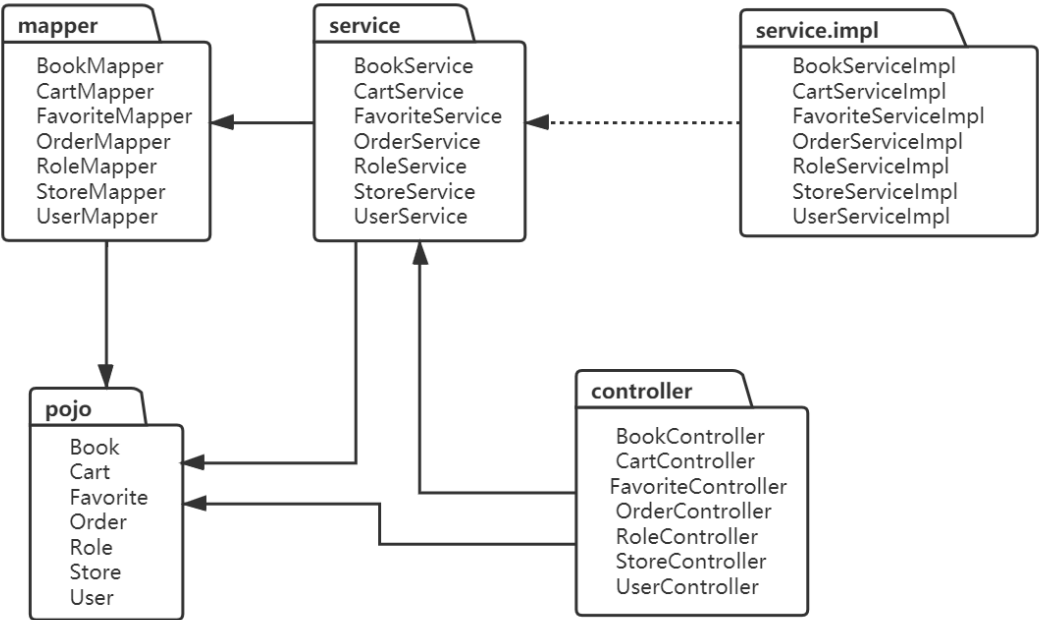 mapper
BookMapper
CartMapper
FavoriteMapper
OrderMapper
RoleMapper
StoreMapper
UserMapper
service
BookService
CartService
FavoriteService
OrderService
RoleService
StoreService
UserService
service.impl
BookServiceImpl
CartServiceImpl
FavoriteServiceImpl
OrderServiceImpl
RoleServiceImpl
StoreServiceImpl
UserServiceImpl
pojo
Book
Cart
Favorite
Order
Role
Store
User
controller
BookController
CartController
FavoriteController
OrderController
RoleController
StoreController
UserController